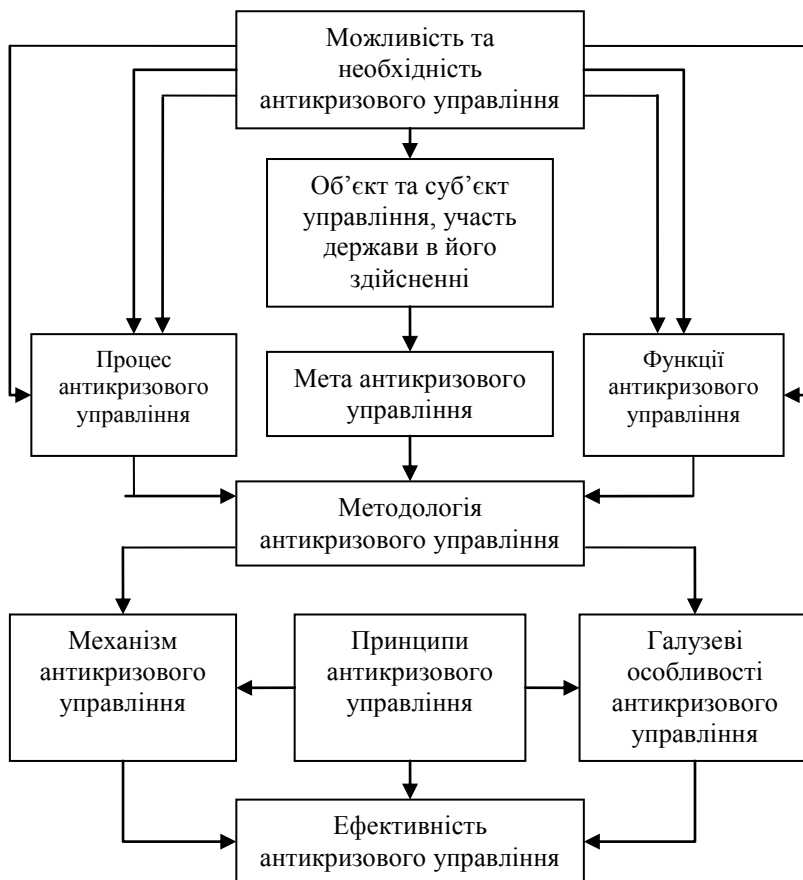 Можливість та
необхідність
антикризового управління
Об’єкт та суб’єкт
управління, участь
держави в його
здійсненні
Процес
антикризового
управління
Мета антикризового
управління
Функції
антикризового
управління
Методологія
антикризового управління
Механізм
антикризового
управління
Принципи
антикризового
управління
Галузеві
особливості
антикризового
управління
Ефективність
антикризового управління